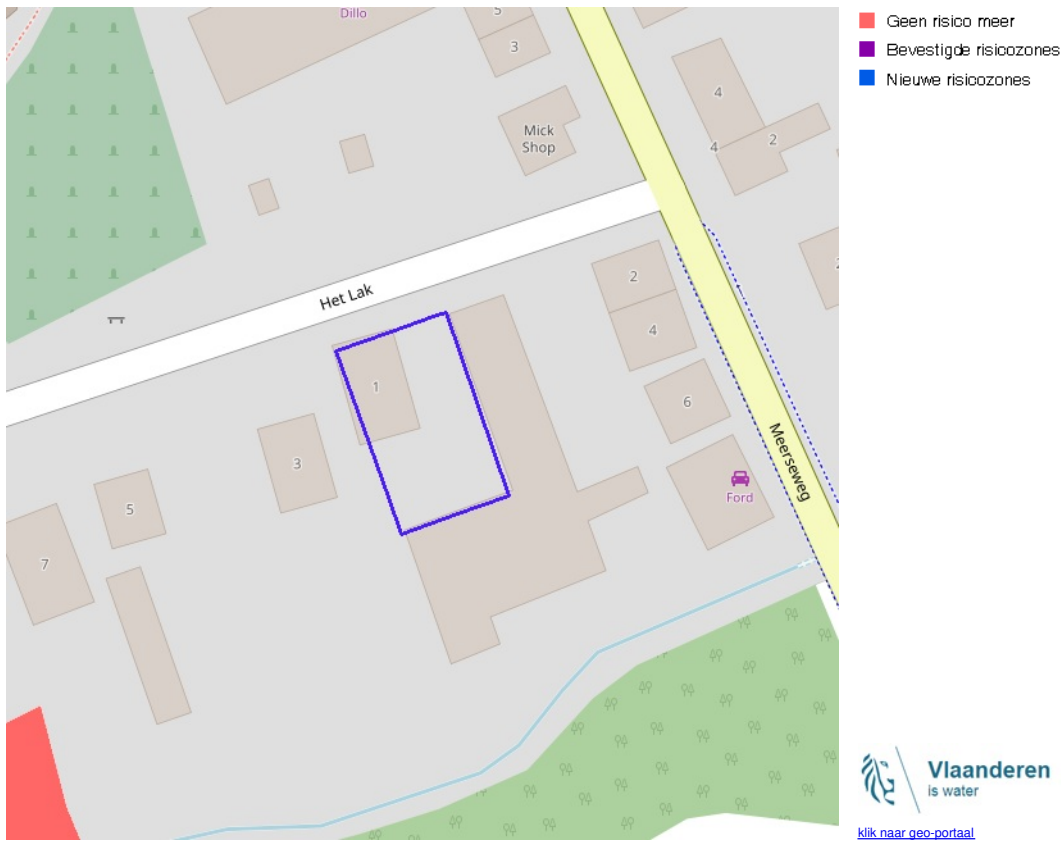 Dillo
5
3
Mick
Shop
4
4
2
2
Het Lak
2
4
1
6
3
Meerseweg
Ford
5
7
Geen risico meer
Bevestigde risicozones
Nieuwe risicozones
Vlaanderen
is water
klik naar geo-portaal